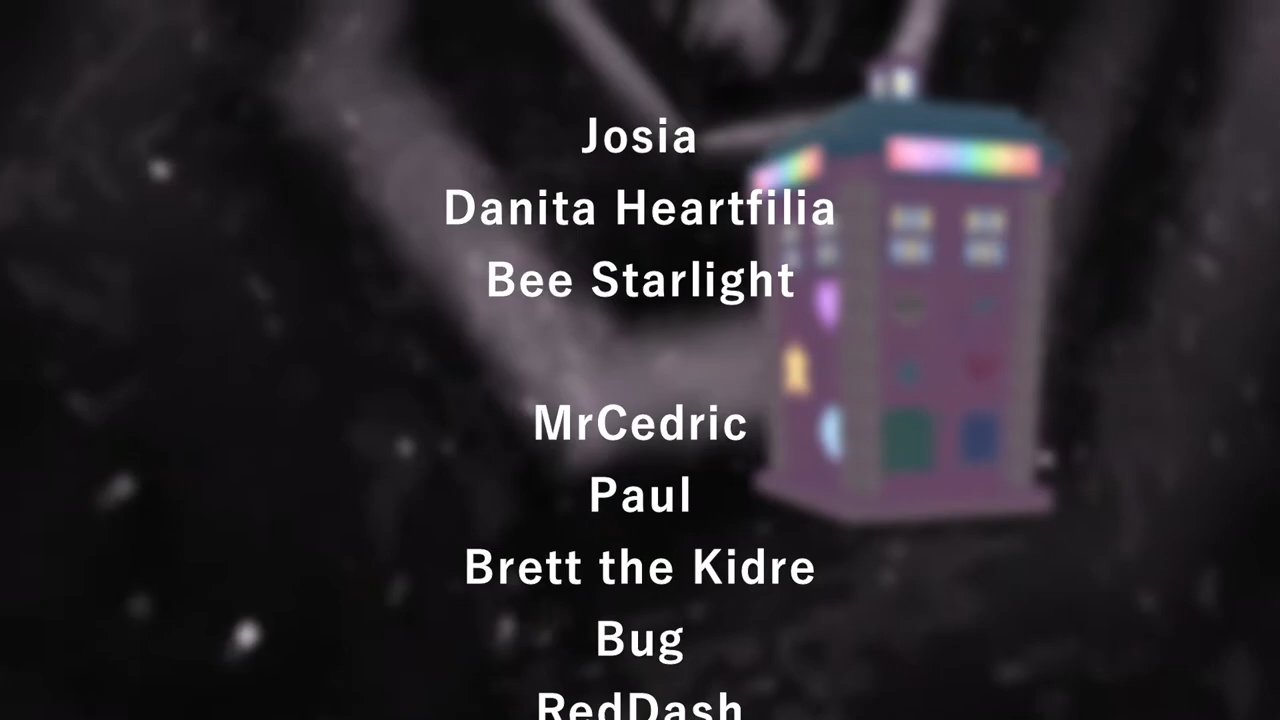 Josia
Danita Heartfilia
Bee Starlight
MrCedric
Paul
Brett the Kidre
Bug
RedDash